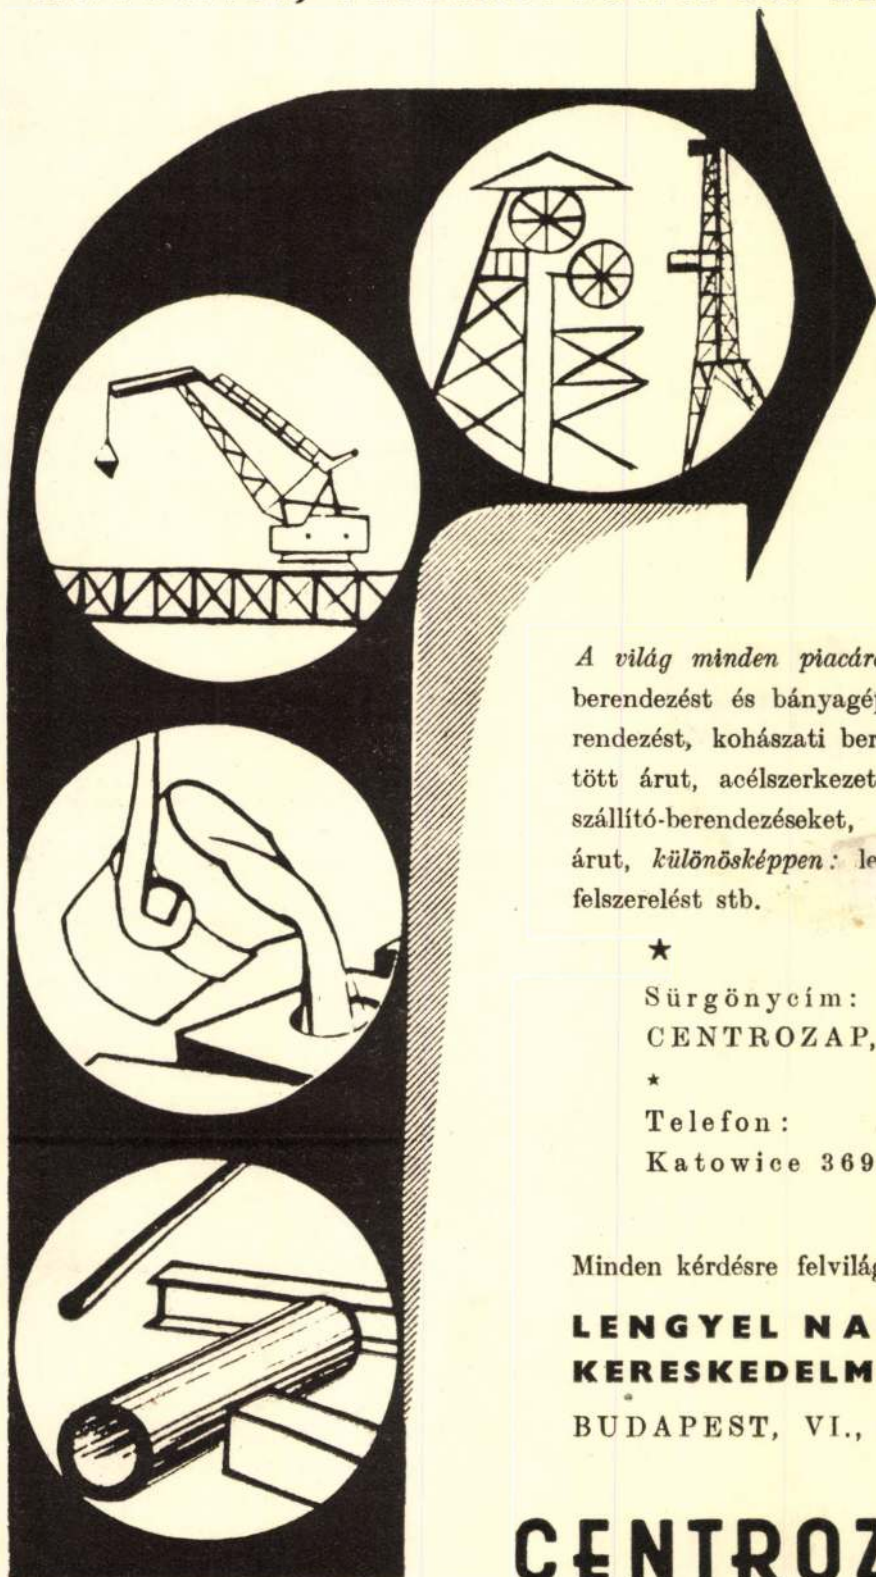 A világ minden piacár
berendezést és bányagé
rendezést, kohászati ber
tött árut, acélszerkezet
szállító-berendezéseket,
árut, különösképpen: le
felszerelést stb.
★
Sürgönycím:
CENTROZAP,
★
Telefon:
Katowice 369
Minden kérdésre felvilág
LENGYEL NA
KERESKEDELM
BUDAPEST, VI.,
CENTROZ